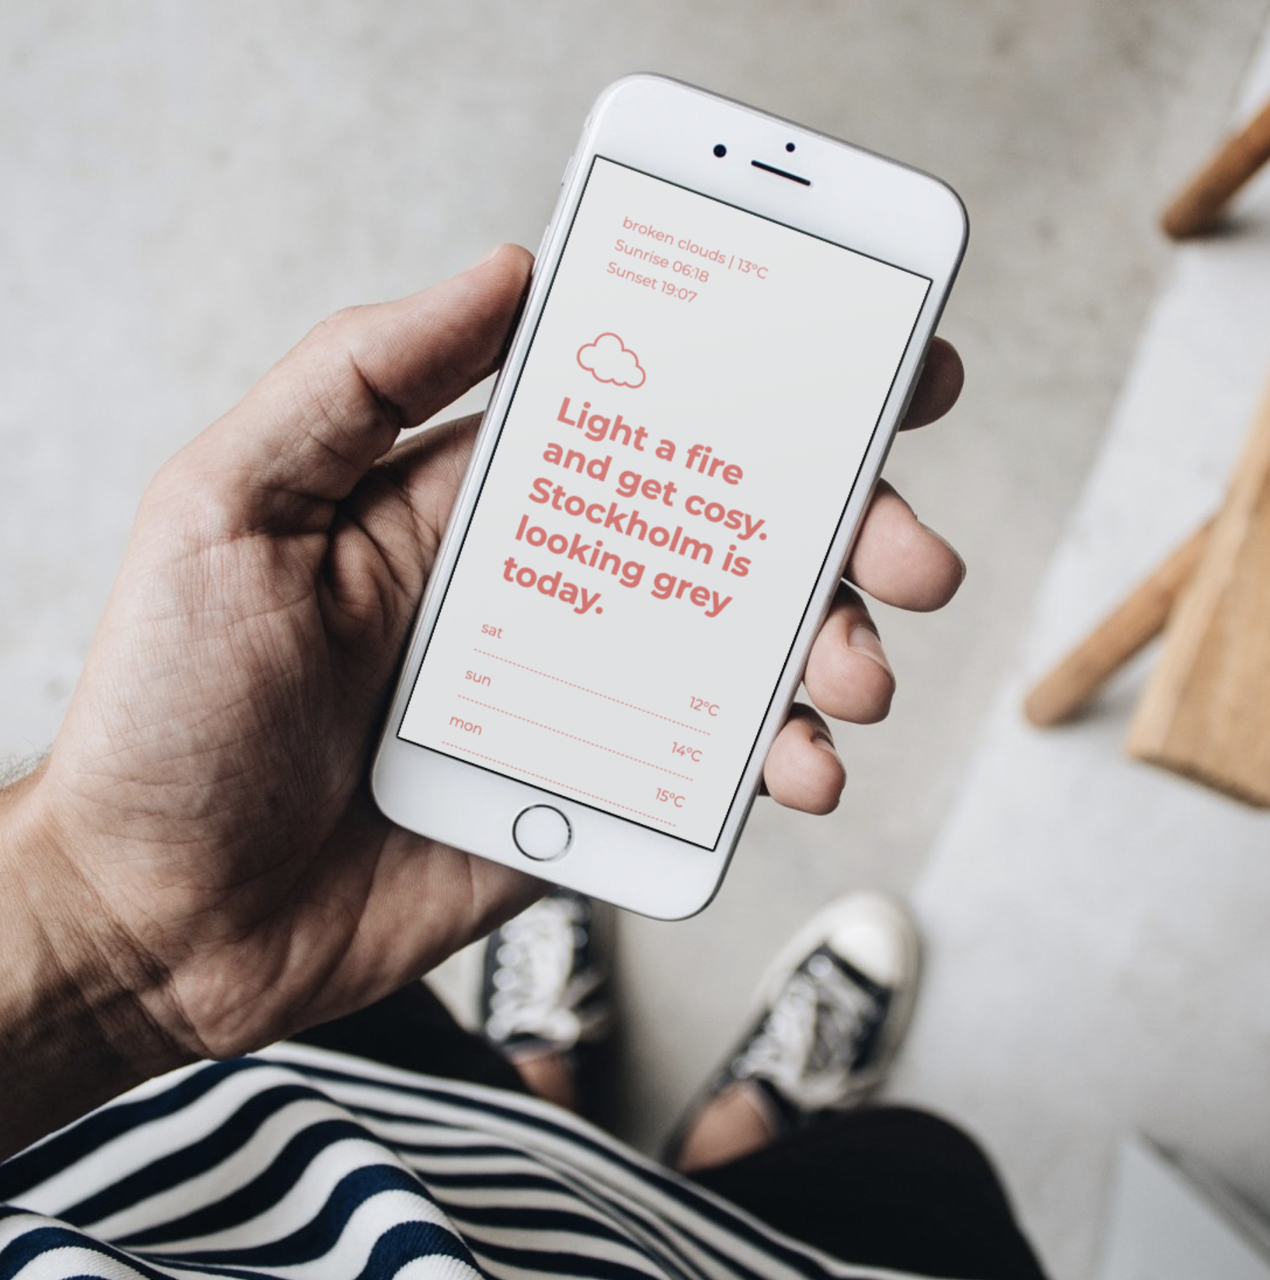 broken clouds | 13°C
Sunrise 06:18
Sunset 19:07
Light a fire
and get cosy.
Stockholm is
looking grey
today.
sat 12°C
sun 14°C
mon 15°C